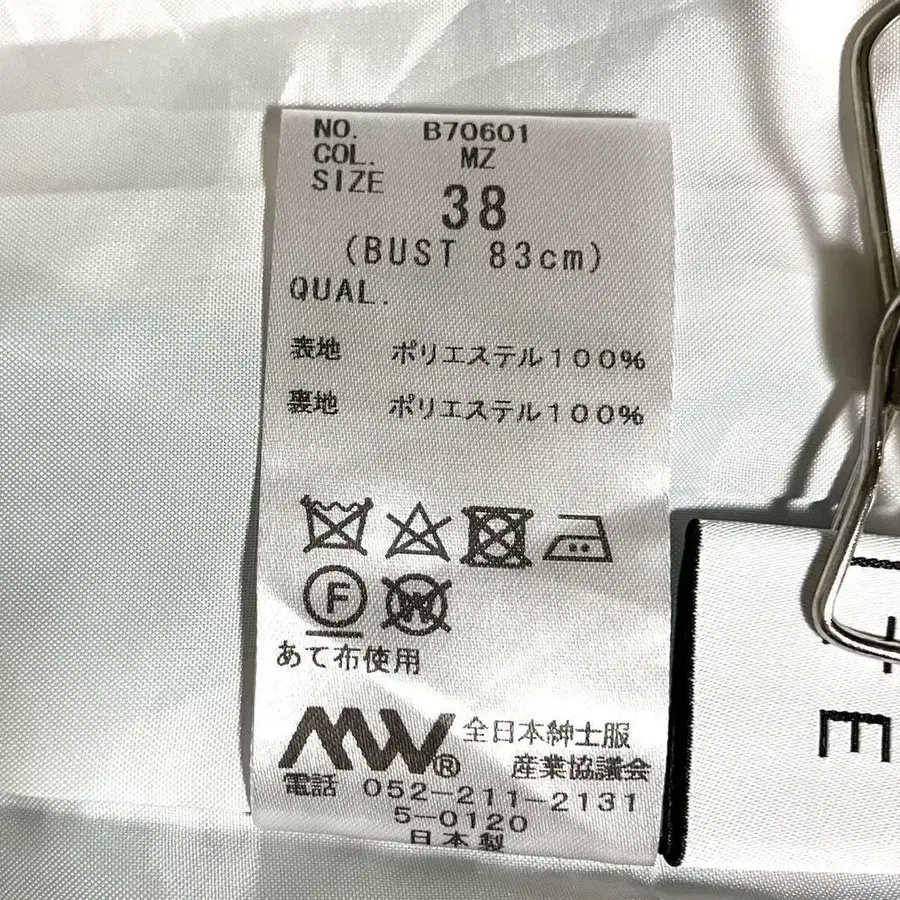 NO. B70601
COL. MZ
SIZE 38
(BUST 83cm)
QUAL.
表地 ポリエステル100%
裏地 ポリエステル100%
F W
あて布使用
MW® 全日本紳士服
産業協議会
電話 052-211-2131
5-0120
日本製
E